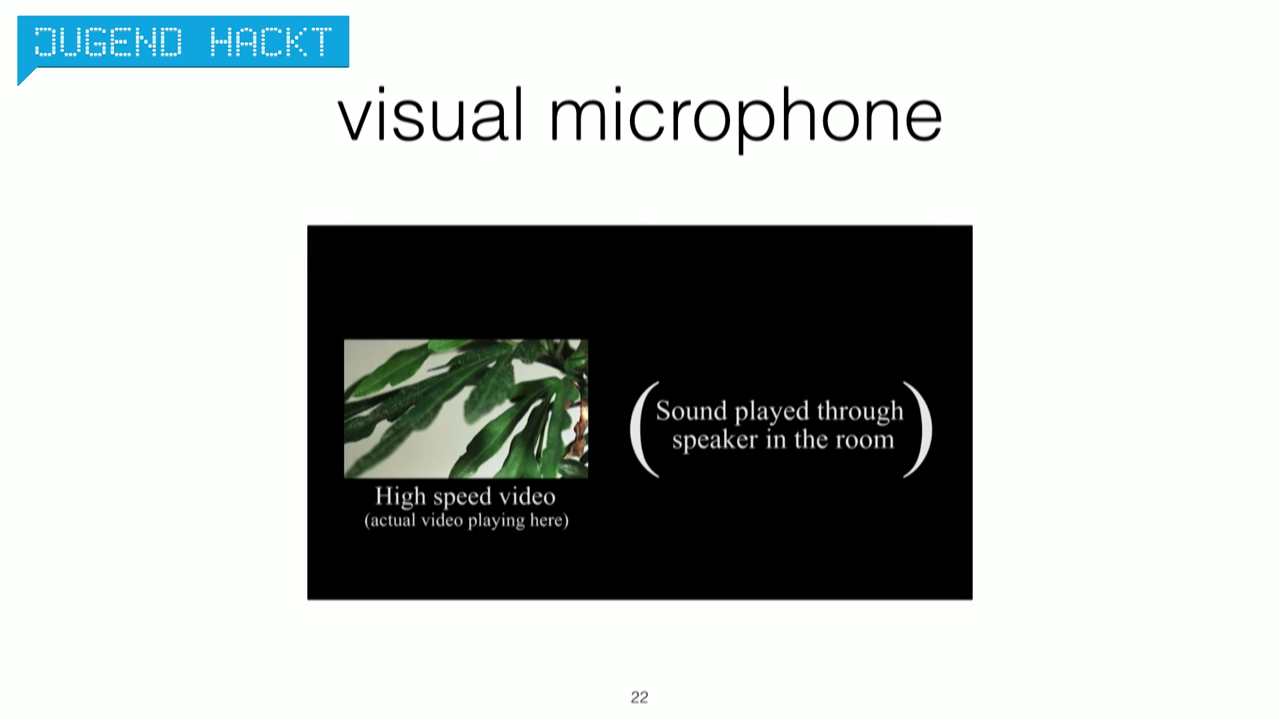 JUGEND HACKT
visual microphone
(Sound played through
speaker in the room)
High speed video
(actual video playing here)
22